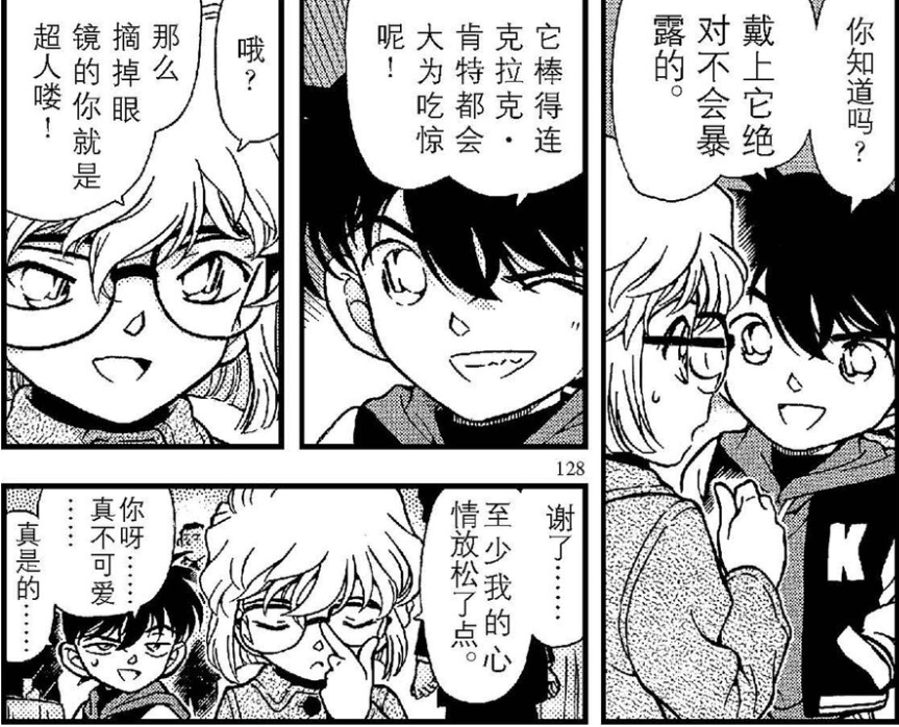 你知道吗？
戴上它绝
对不会暴
露的。
它棒得连
克拉克·
肯特都会
大为吃惊
呢！
哦？
那么
摘掉眼
镜的你就是
超人喽！
128
谢了……
至少我的心
情放松了点。
你呀……
真不可爱
……
真是的……
K